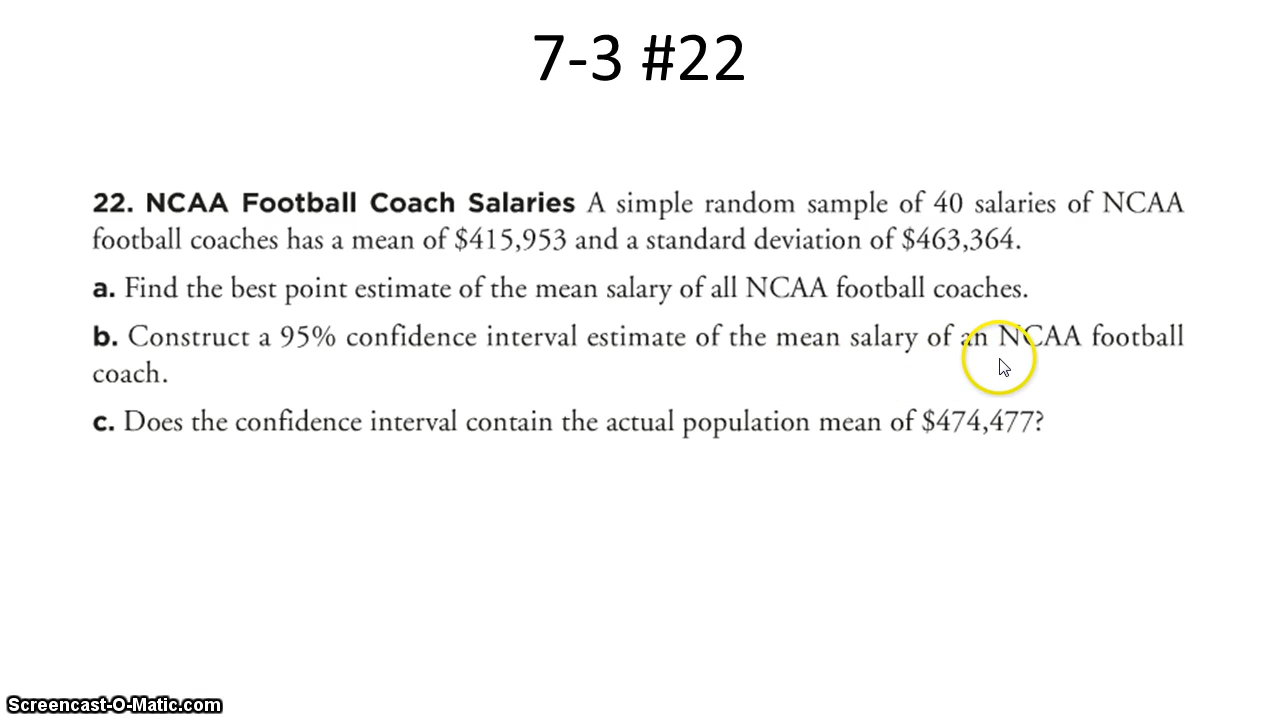 7-3 #22
22. NCAA Football Coach Salaries A simple random sample of 40 salaries of NCAA
football coaches has a mean of $415,953 and a standard deviation of $463,364.
a. Find the best point estimate of the mean salary of all NCAA football coaches.
b. Construct a 95% confidence interval estimate of the mean salary of an NCAA football
coach.
c. Does the confidence interval contain the actual population mean of $474,477?
Screencast-O-Matic.com